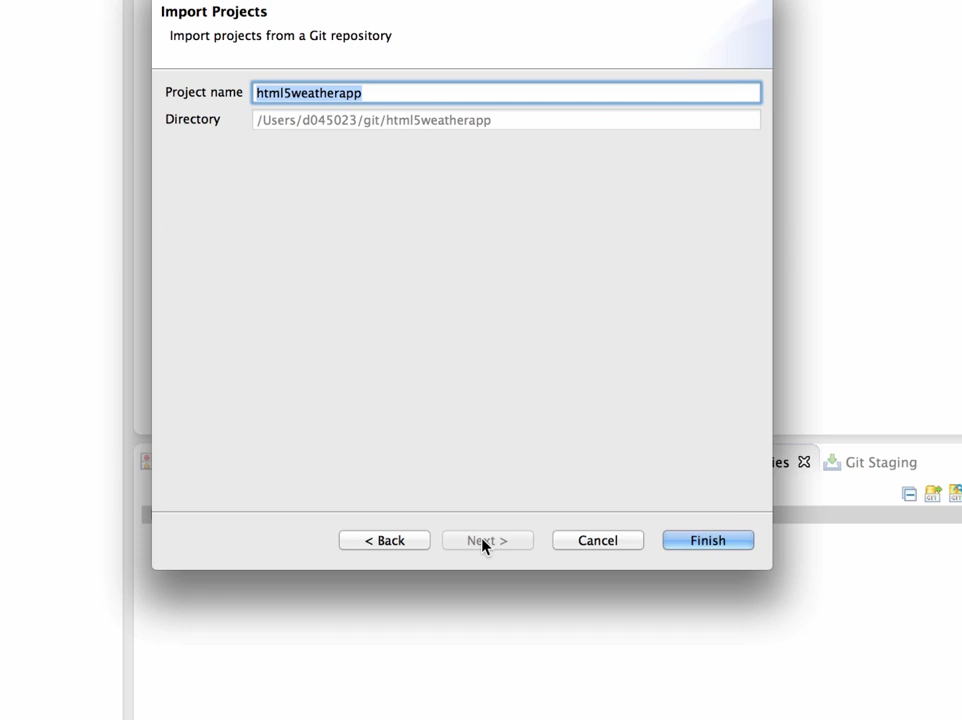 Import Projects
Import projects from a Git repository
Project name html5weatherapp
Directory /Users/d045023/git/html5weatherapp
ies Git Staging
< Back Next > Cancel Finish